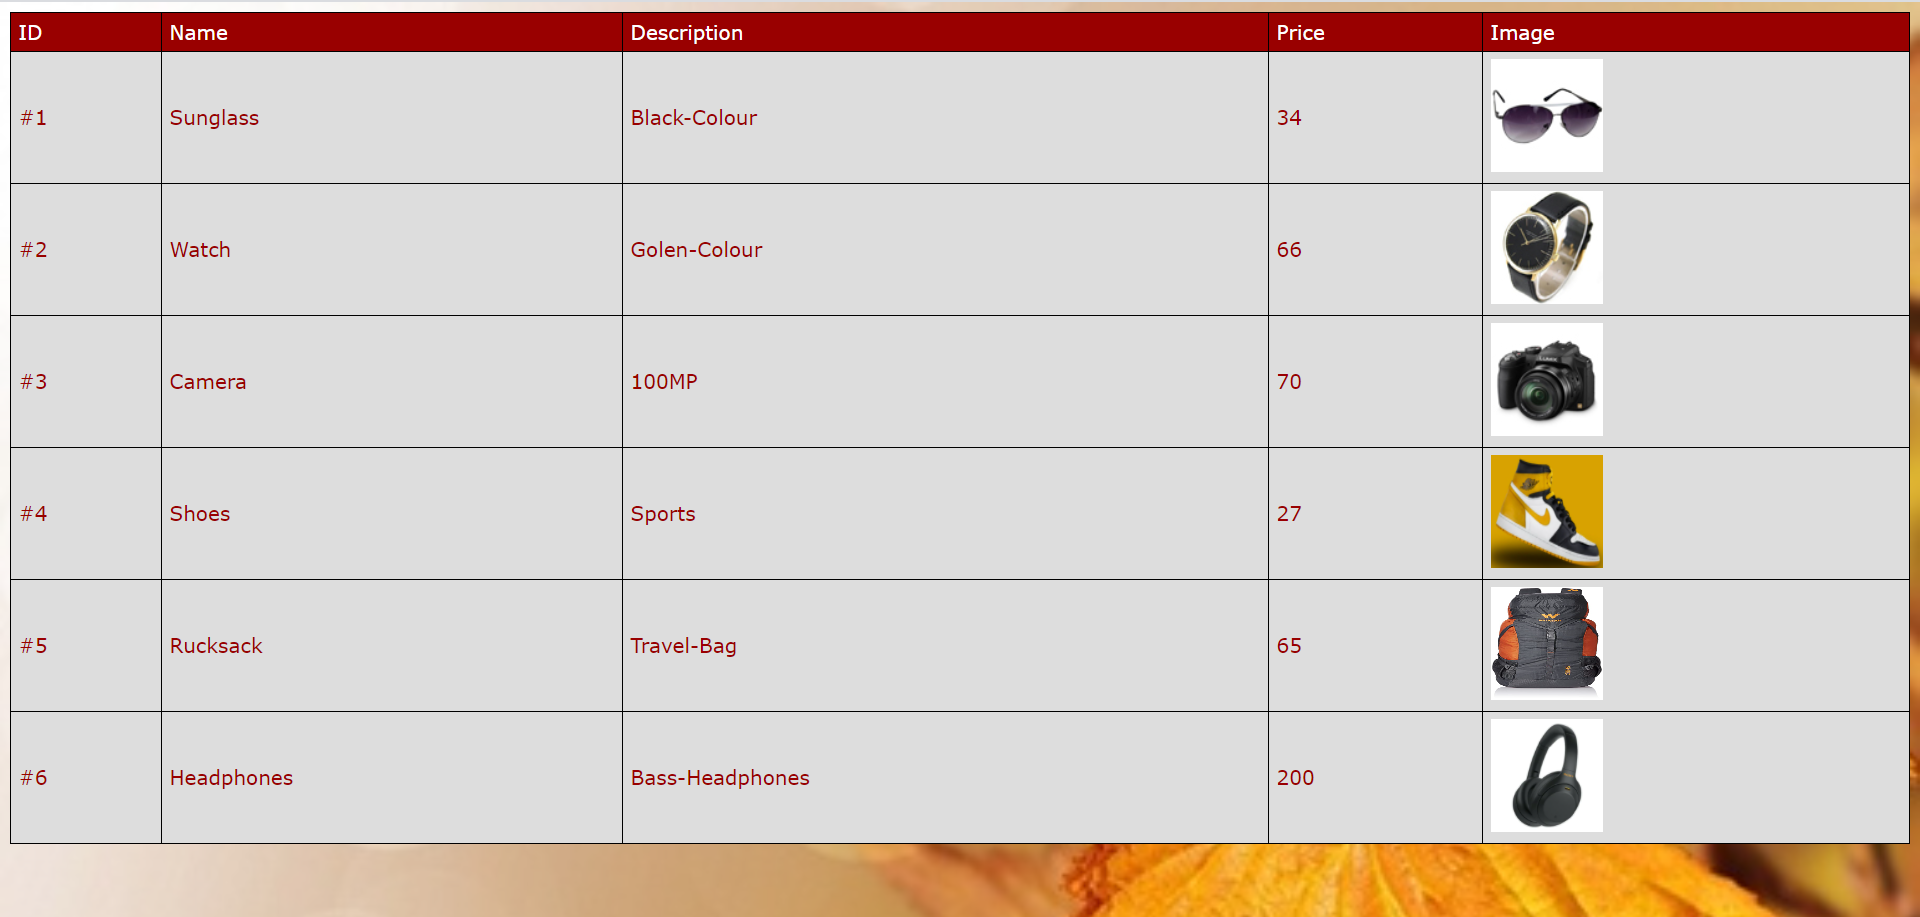 ID Name Description Price Image
#1 Sunglass Black-Colour 34
#2 Watch Golen-Colour 66
#3 Camera 100MP 70
#4 Shoes Sports 27
#5 Rucksack Travel-Bag 65
#6 Headphones Bass-Headphones 200